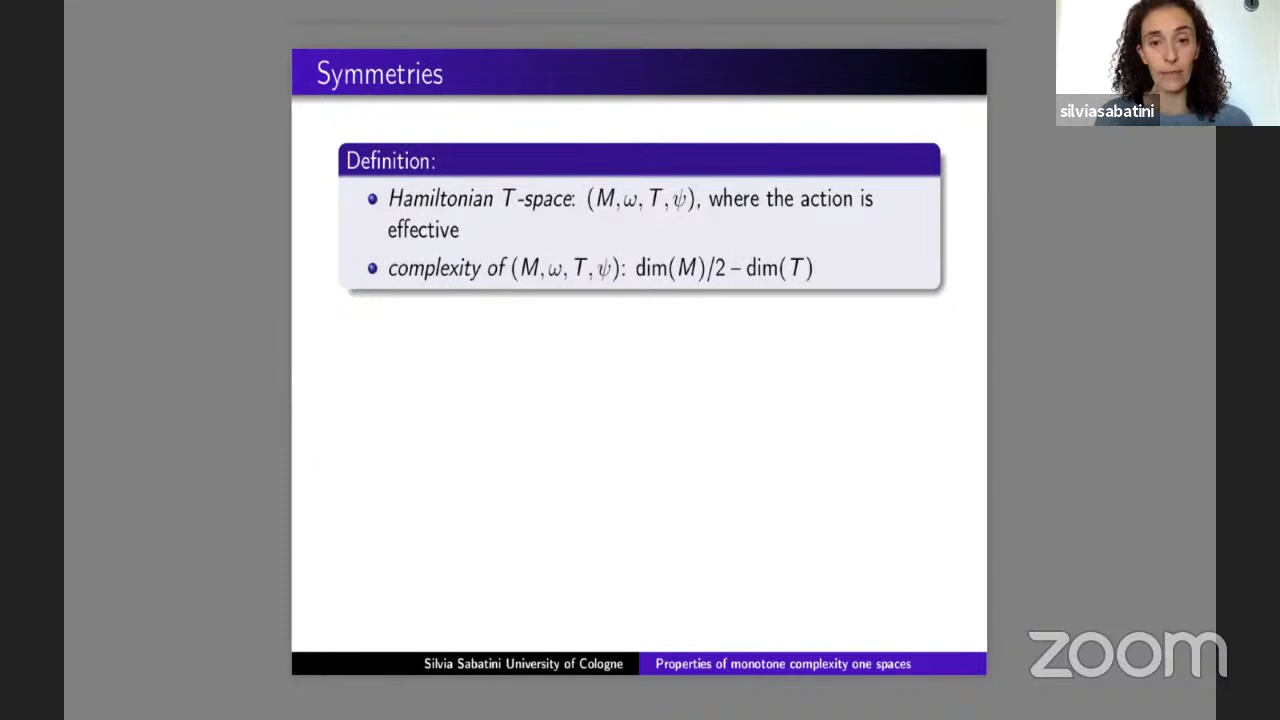 Symmetries
silviasabatini
Definition:
Hamiltonian T-space: (M, ω, T, ψ), where the action is
effective
complexity of (M, ω, T, ψ): dim(M)/2 – dim(T)
Silvia Sabatini University of Cologne
Properties of monotone complexity one spaces
zoom